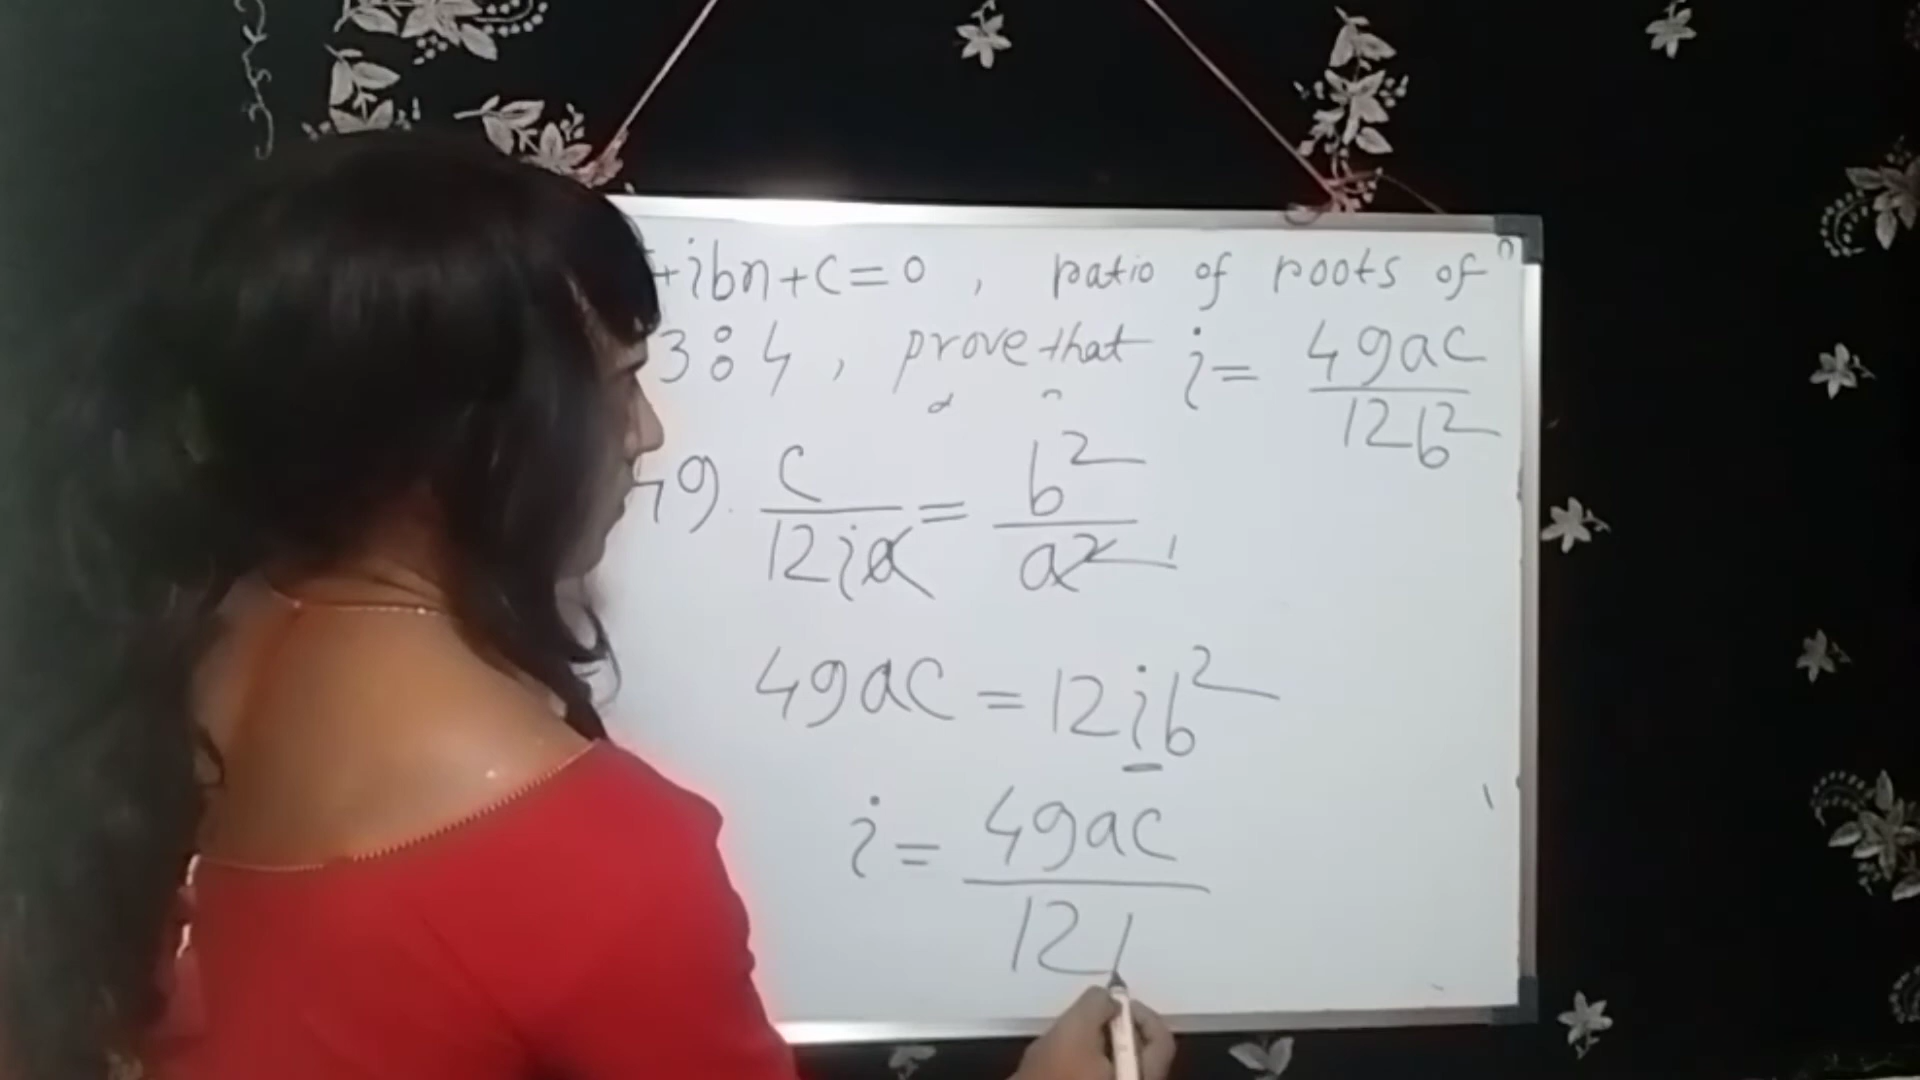 +ibn+c=0, ratio of roots of
3:4, prove that i= 49ac/12b²
49. c/12ia = b²/a²
49ac = 12ib²
i= 49ac/12